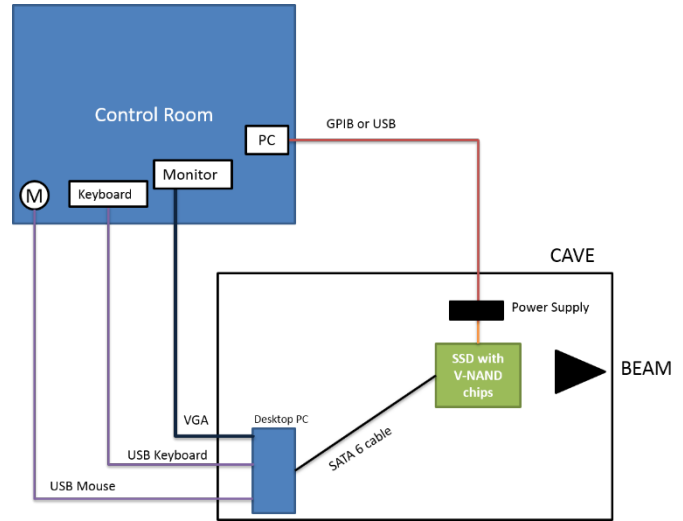 Control Room
PC
GPIB or USB
Monitor
M
Keyboard
CAVE
Power Supply
SSD with
V-NAND
chips
BEAM
VGA
Desktop PC
SATA 6 cable
USB Keyboard
USB Mouse